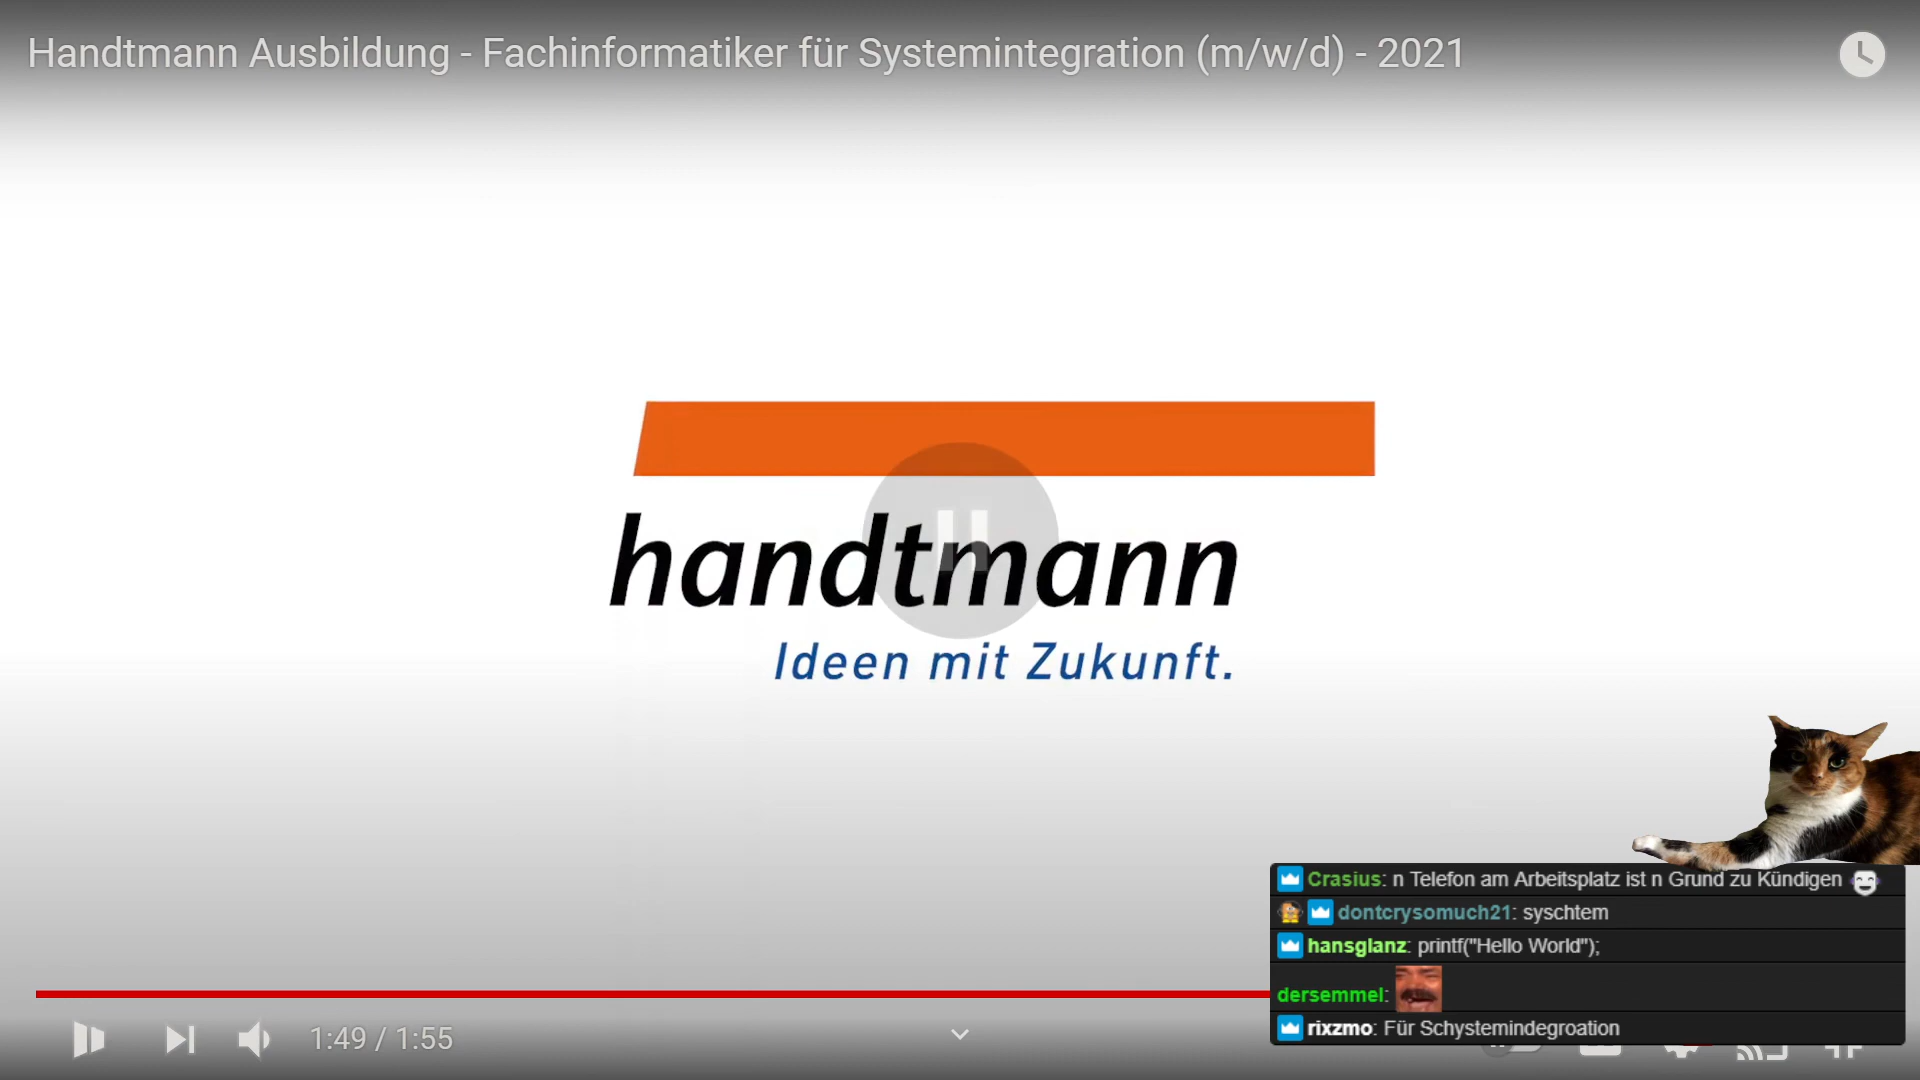 Handtmann Ausbildung - Fachinformatiker für Systemintegration (m/w/d) - 2021
handtmann
Ideen mit Zukunft.
Crasius: n Telefon am Arbeitsplatz ist n Grund zu Kündigen
dontcrysomuch21: syschtem
hansglanz: printf("Hello World");
dersemmel:
rixzmo: Für Schystemindegroation
1:49 / 1:55